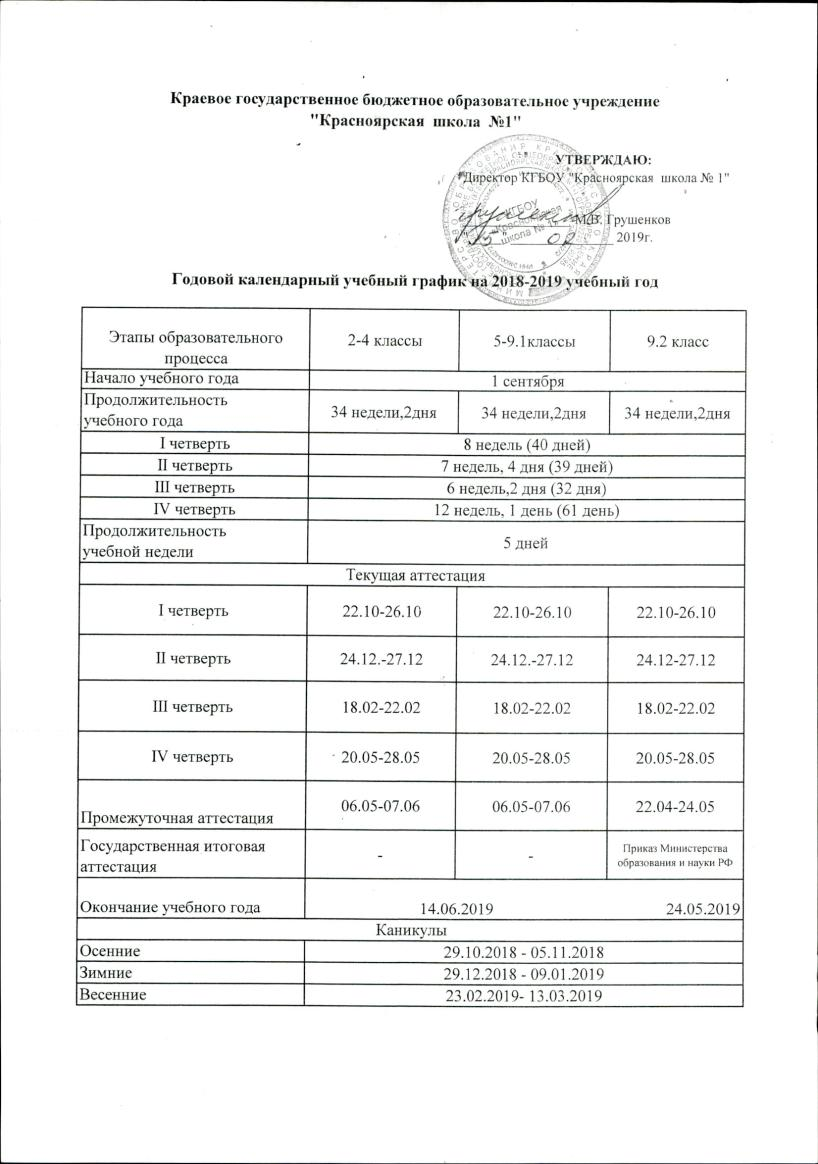 Краевое государственное бюджетное образовательное учреждение
"Красноярская школа №1"
УТВЕРЖДАЮ:
Директор КГБОУ "Красноярская школа № 1"
М.В. Грушенков
"15" 02 2019г.
КГБОУ
"Красноярская
школа № 1"
Годовой календарный учебный график на 2018-2019 учебный год
Этапы образовательного
процесса
2-4 классы
5-9.1классы
9.2 класс
Начало учебного года
1 сентября
Продолжительность
учебного года
34 недели,2дня
34 недели,2дня
34 недели,2дня
I четверть
8 недель (40 дней)
II четверть
7 недель, 4 дня (39 дней)
III четверть
6 недель,2 дня (32 дня)
IV четверть
12 недель, 1 день (61 день)
Продолжительность
учебной недели
5 дней
Текущая аттестация
I четверть
22.10-26.10
22.10-26.10
22.10-26.10
II четверть
24.12.-27.12
24.12.-27.12
24.12-27.12
III четверть
18.02-22.02
18.02-22.02
18.02-22.02
IV четверть
20.05-28.05
20.05-28.05
20.05-28.05
Промежуточная аттестация
06.05-07.06
06.05-07.06
22.04-24.05
Государственная итоговая
аттестация
-
-
Приказ Министерства
образования и науки РФ
Окончание учебного года
14.06.2019
24.05.2019
Каникулы
Осенние
29.10.2018 - 05.11.2018
Зимние
29.12.2018 - 09.01.2019
Весенние
23.02.2019- 13.03.2019